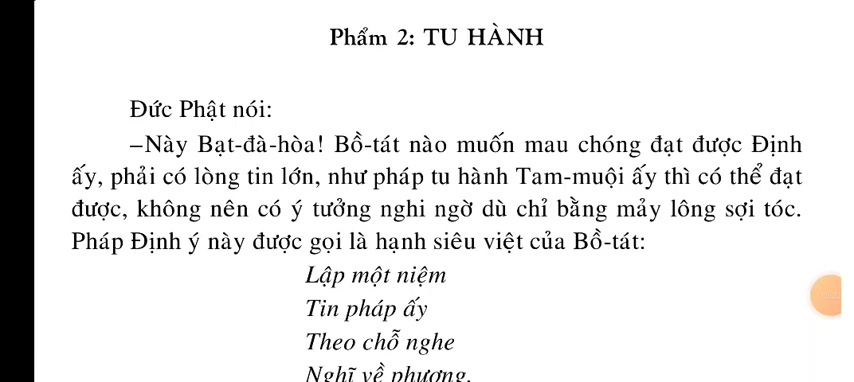 Phẩm 2: TU HÀNH
Đức Phật nói:
–Này Bạt-đà-hòa! Bồ-tát nào muốn mau chóng đạt được Định
ấy, phải có lòng tin lớn, như pháp tu hành Tam-muội ấy thì có thể đạt
được, không nên có ý tưởng nghi ngờ dù chỉ bằng mảy lông sợi tóc.
Pháp Định ý này được gọi là hạnh siêu việt của Bồ-tát:
Lập một niệm
Tin pháp ấy
Theo chỗ nghe
Nghĩ về phương.